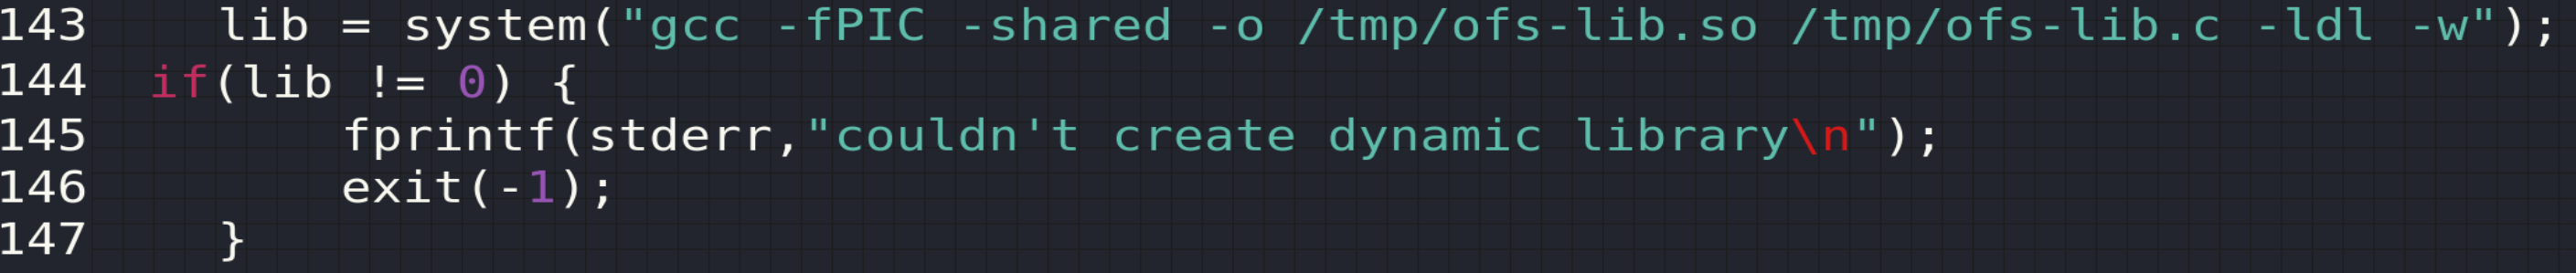 143    lib = system("gcc -fPIC -shared -o /tmp/ofs-lib.so /tmp/ofs-lib.c -ldl -w");
144  if(lib != 0) {
145        fprintf(stderr,"couldn't create dynamic library\n");
146        exit(-1);
147    }